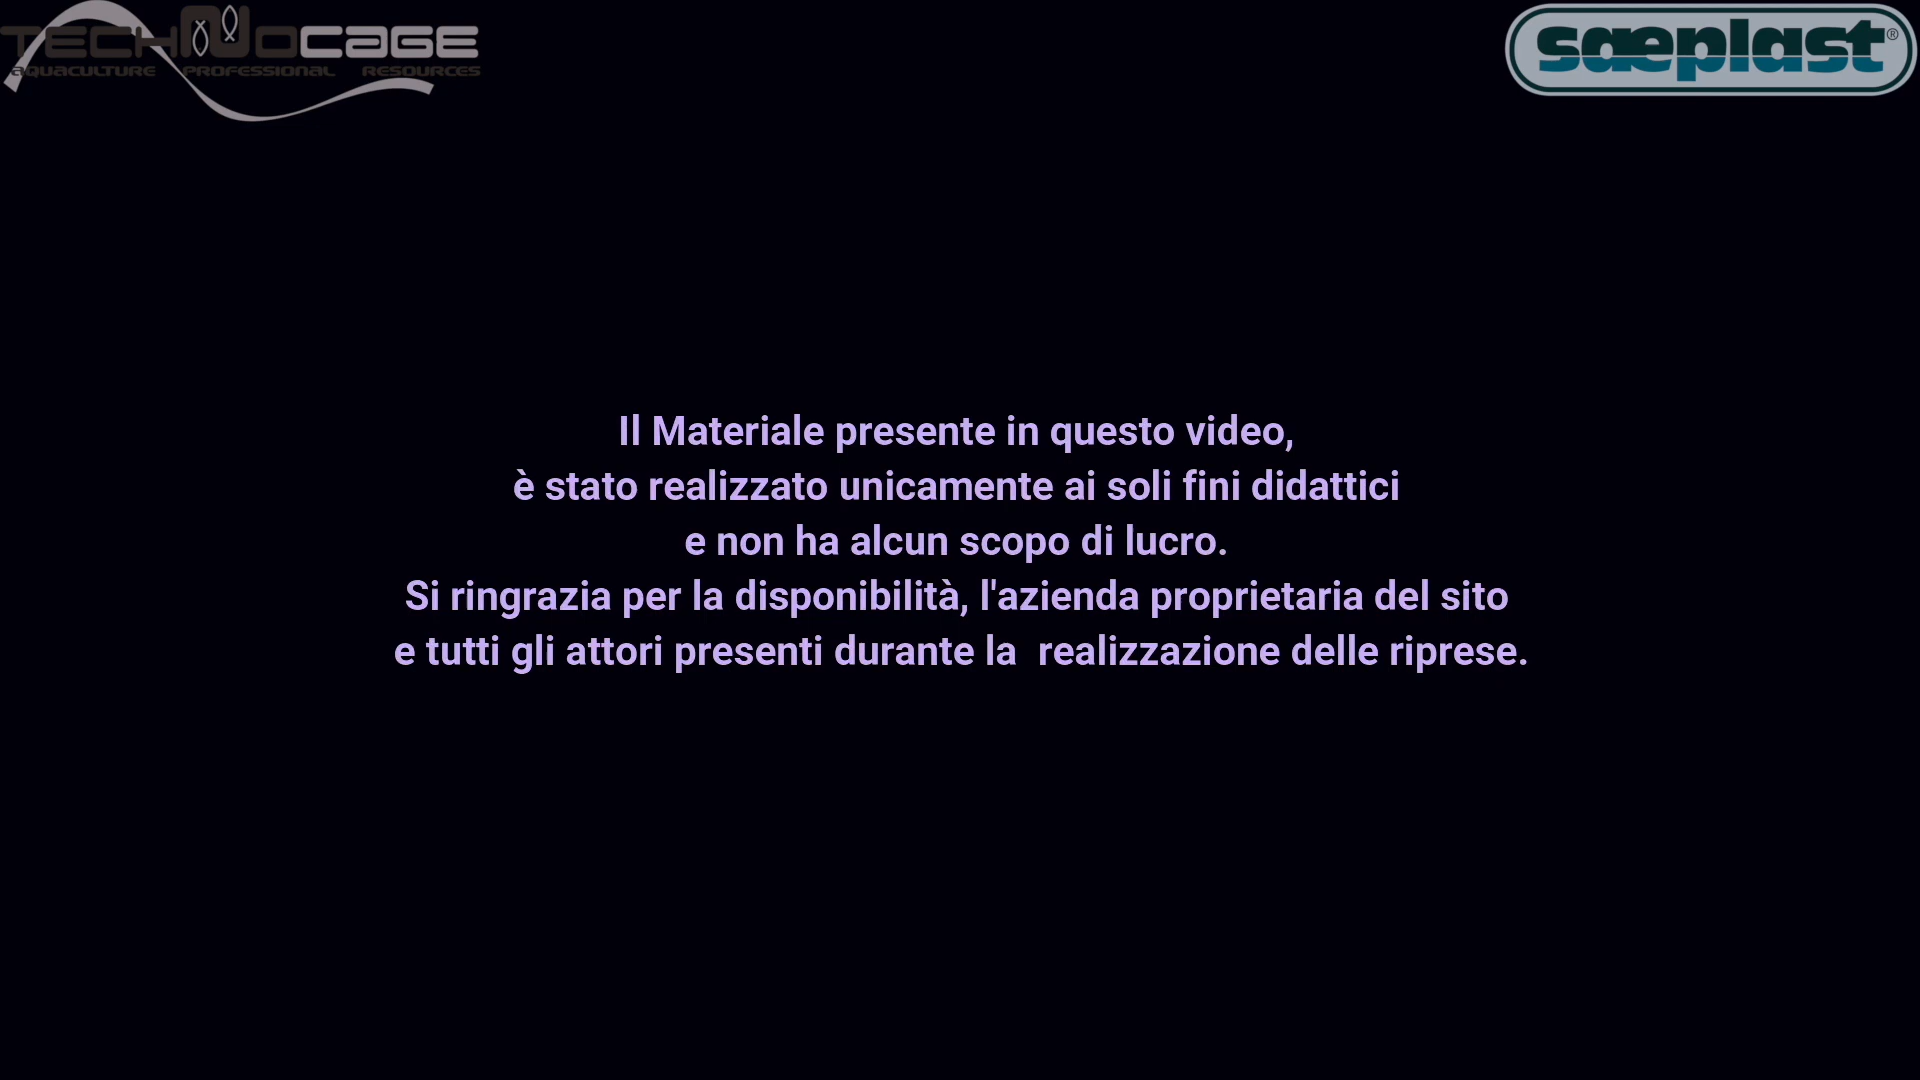 TECHNOCAGE
AQUACULTURE PROFESSIONAL RESOURCES
saeplast®
Il Materiale presente in questo video,
è stato realizzato unicamente ai soli fini didattici
e non ha alcun scopo di lucro.
Si ringrazia per la disponibilità, l'azienda proprietaria del sito
e tutti gli attori presenti durante la  realizzazione delle riprese.